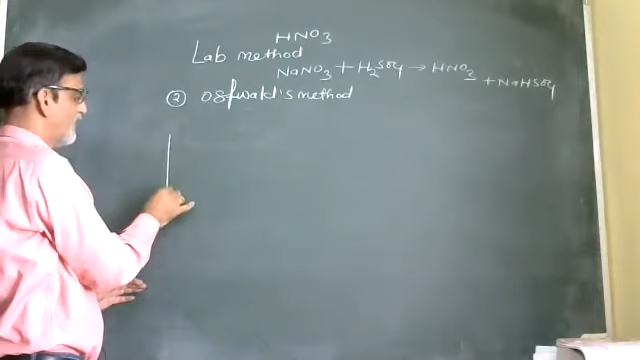 HNO3
Lab method
NaNO3 + H2SO4 → HNO3 + NaHSO4
② Ostwald's method